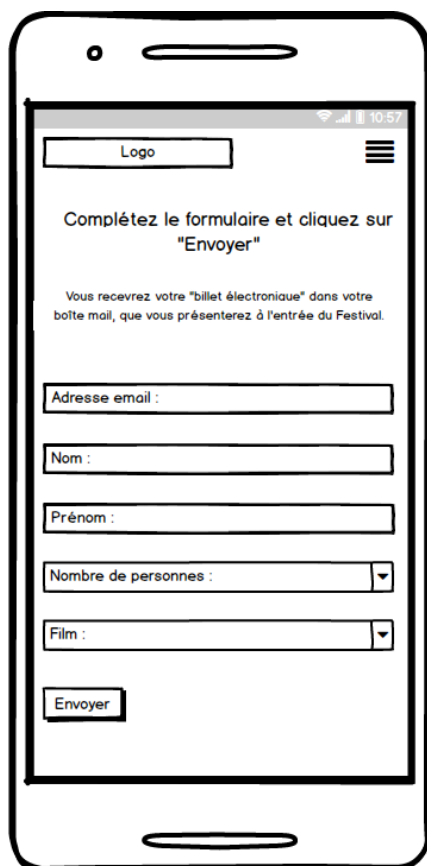 10:57
Logo
Complétez le formulaire et cliquez sur
"Envoyer"
Vous recevrez votre "billet électronique" dans votre
boîte mail, que vous présenterez à l'entrée du Festival.
Adresse email :
Nom :
Prénom :
Nombre de personnes :
Film :
Envoyer